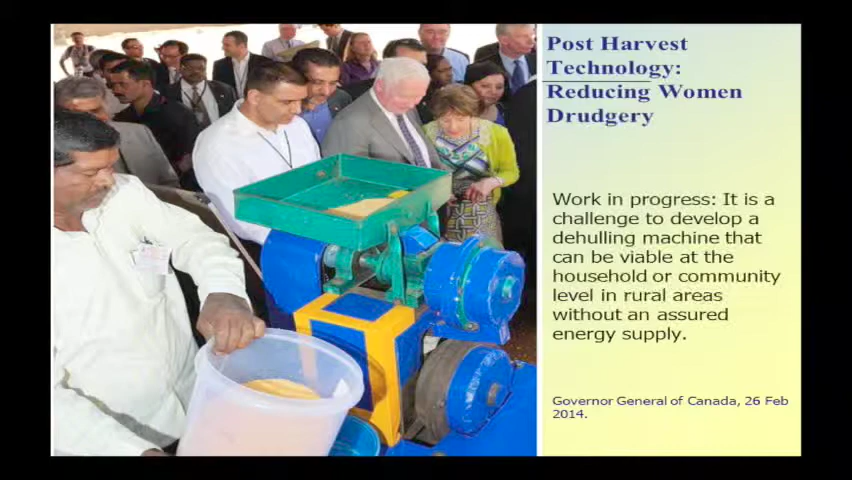 Post Harvest
Technology:
Reducing Women
Drudgery
Work in progress: It is a
challenge to develop a
dehulling machine that
can be viable at the
household or community
level in rural areas
without an assured
energy supply.
Governor General of Canada, 26 Feb
2014.